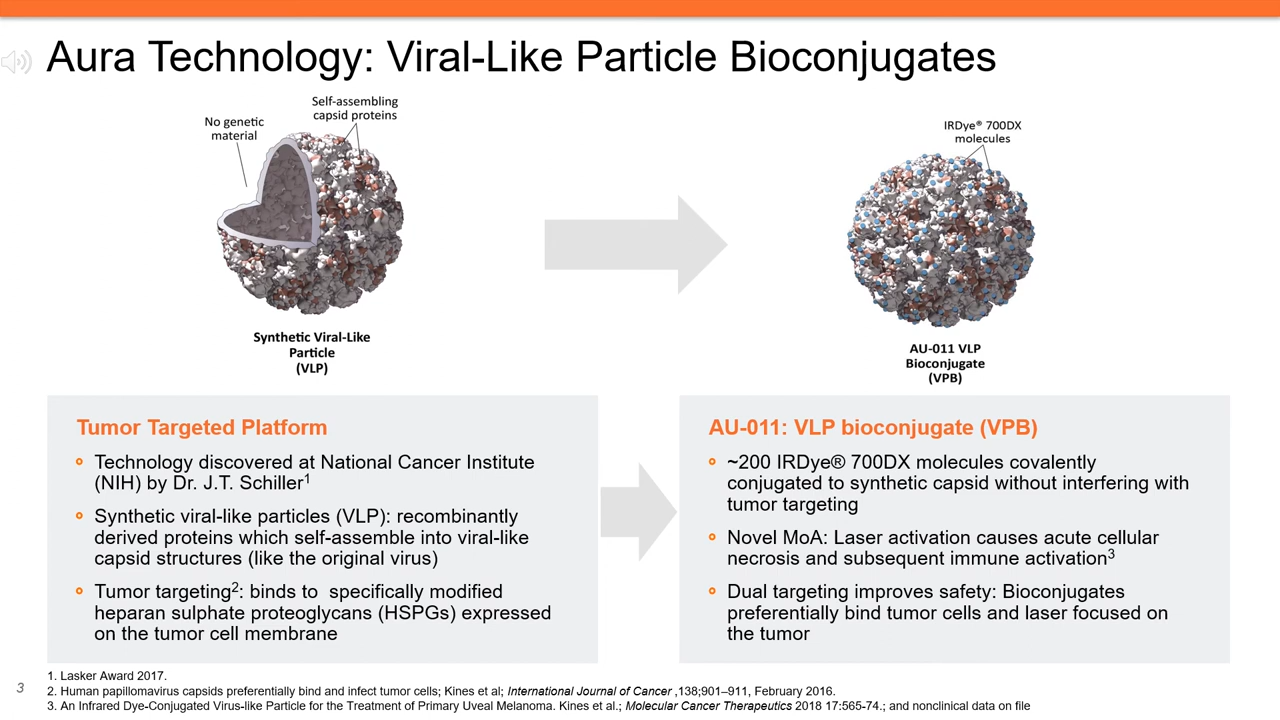 Aura Technology: Viral-Like Particle Bioconjugates
No genetic
material
Self-assembling
capsid proteins
Synthetic Viral-Like
Particle
(VLP)
IRDye® 700DX
molecules
AU-011 VLP
Bioconjugate
(VPB)
Tumor Targeted Platform
Technology discovered at National Cancer Institute
(NIH) by Dr. J.T. Schiller1
Synthetic viral-like particles (VLP): recombinantly
derived proteins which self-assemble into viral-like
capsid structures (like the original virus)
Tumor targeting2: binds to specifically modified
heparan sulphate proteoglycans (HSPGs) expressed
on the tumor cell membrane
AU-011: VLP bioconjugate (VPB)
~200 IRDye® 700DX molecules covalently
conjugated to synthetic capsid without interfering with
tumor targeting
Novel MoA: Laser activation causes acute cellular
necrosis and subsequent immune activation3
Dual targeting improves safety: Bioconjugates
preferentially bind tumor cells and laser focused on
the tumor
3
1. Lasker Award 2017.
2. Human papillomavirus capsids preferentially bind and infect tumor cells; Kines et al; International Journal of Cancer ,138;901–911, February 2016.
3. An Infrared Dye-Conjugated Virus-like Particle for the Treatment of Primary Uveal Melanoma. Kines et al.; Molecular Cancer Therapeutics 2018 17:565-74.; and nonclinical data on file